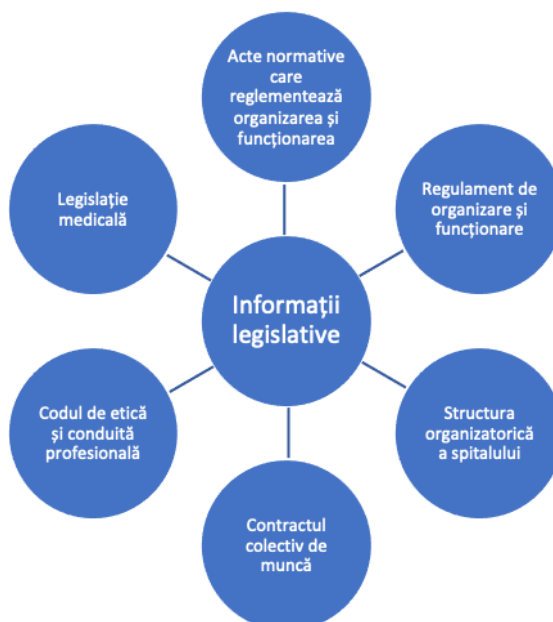 Acte normative
care
reglementează
organizarea și
funcționarea
Legislație
medicală
Regulament de
organizare și
funcționare
Informații
legislative
Codul de etică
și conduită
profesională
Structura
organizatorică
a spitalului
Contractul
colectiv de
muncă